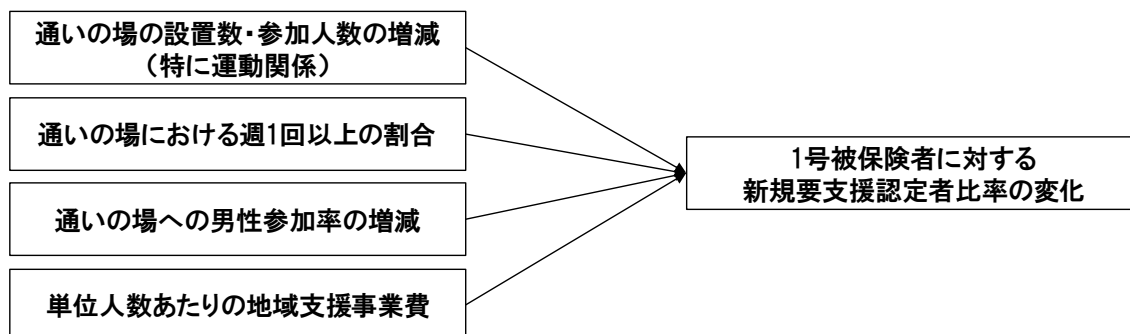 通いの場の設置数・参加人数の増減
(特に運動関係)
通いの場における週1回以上の割合
通いの場への男性参加率の増減
単位人数あたりの地域支援事業費
1号被保険者に対する
新規要支援認定者比率の変化